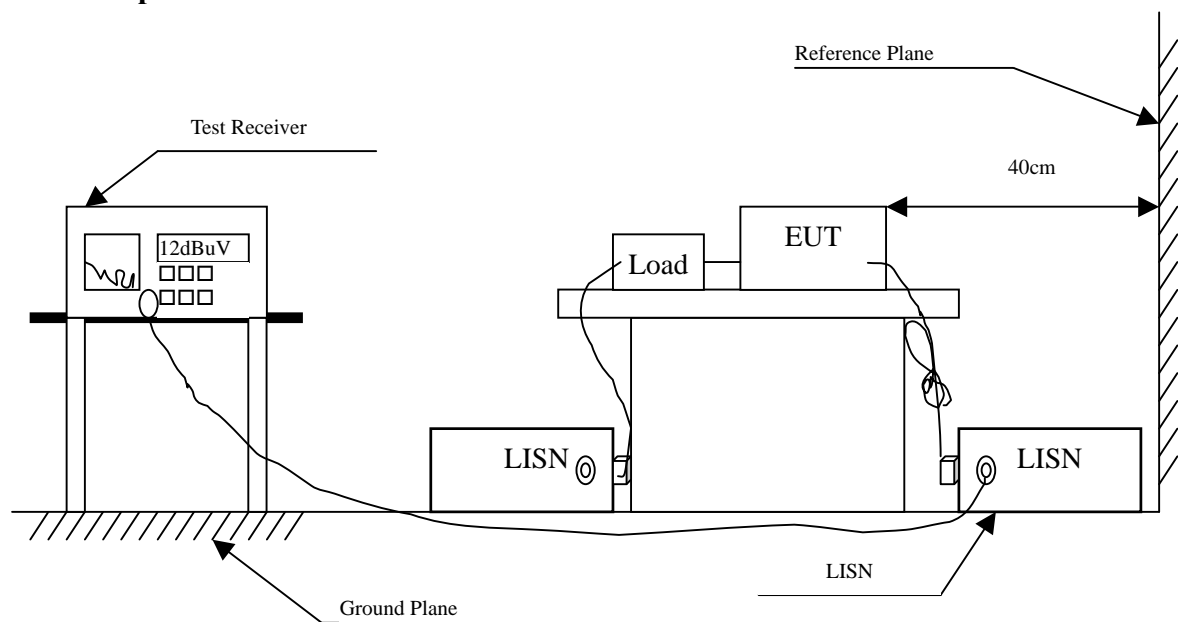 Reference Plane
Test Receiver
40cm
12dBuV
EUT
Load
LISN
LISN
LISN
Ground Plane